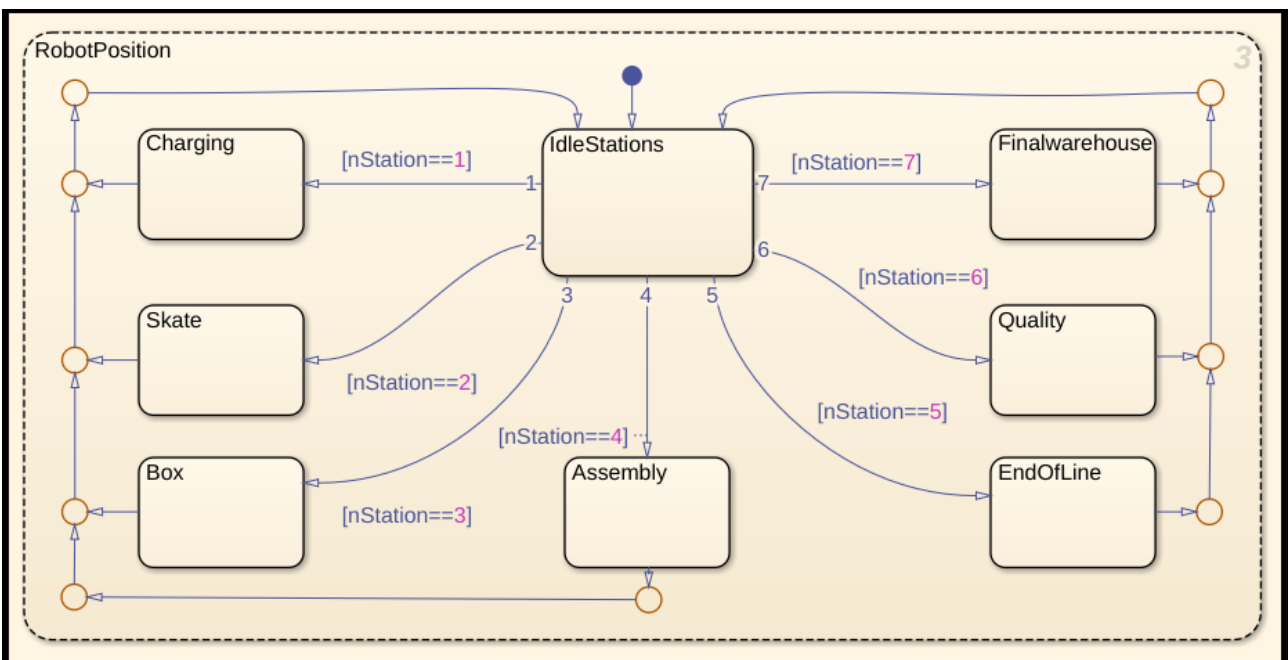 RobotPosition
3
Charging
[nStation==1]
IdleStations
[nStation==7]
Finalwarehouse
1
7
2
6
3
4
5
[nStation==6]
Skate
Quality
[nStation==2]
[nStation==5]
[nStation==4]
Box
Assembly
EndOfLine
[nStation==3]